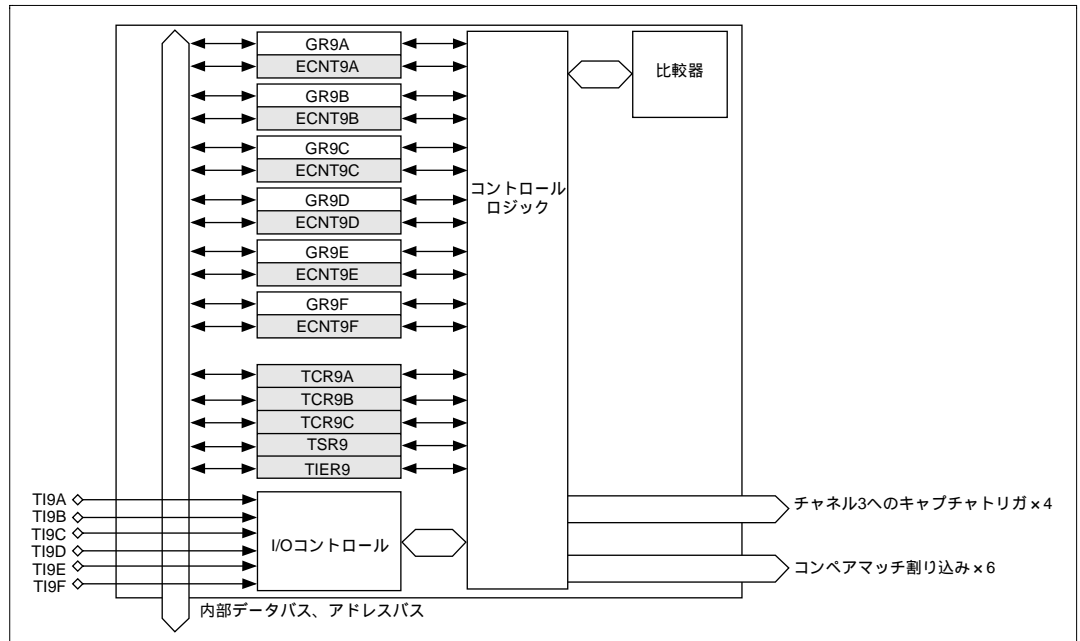 GR9A
ECNT9A
GR9B
ECNT9B
GR9C
ECNT9C
GR9D
ECNT9D
GR9E
ECNT9E
GR9F
ECNT9F
TCR9A
TCR9B
TCR9C
TSR9
TIER9
コントロール
ロジック
比較器
TI9A
TI9B
TI9C
TI9D
TI9E
TI9F
I/Oコントロール
チャネル3へのキャプチャトリガ×4
コンペアマッチ割り込み×6
内部データバス、アドレスバス